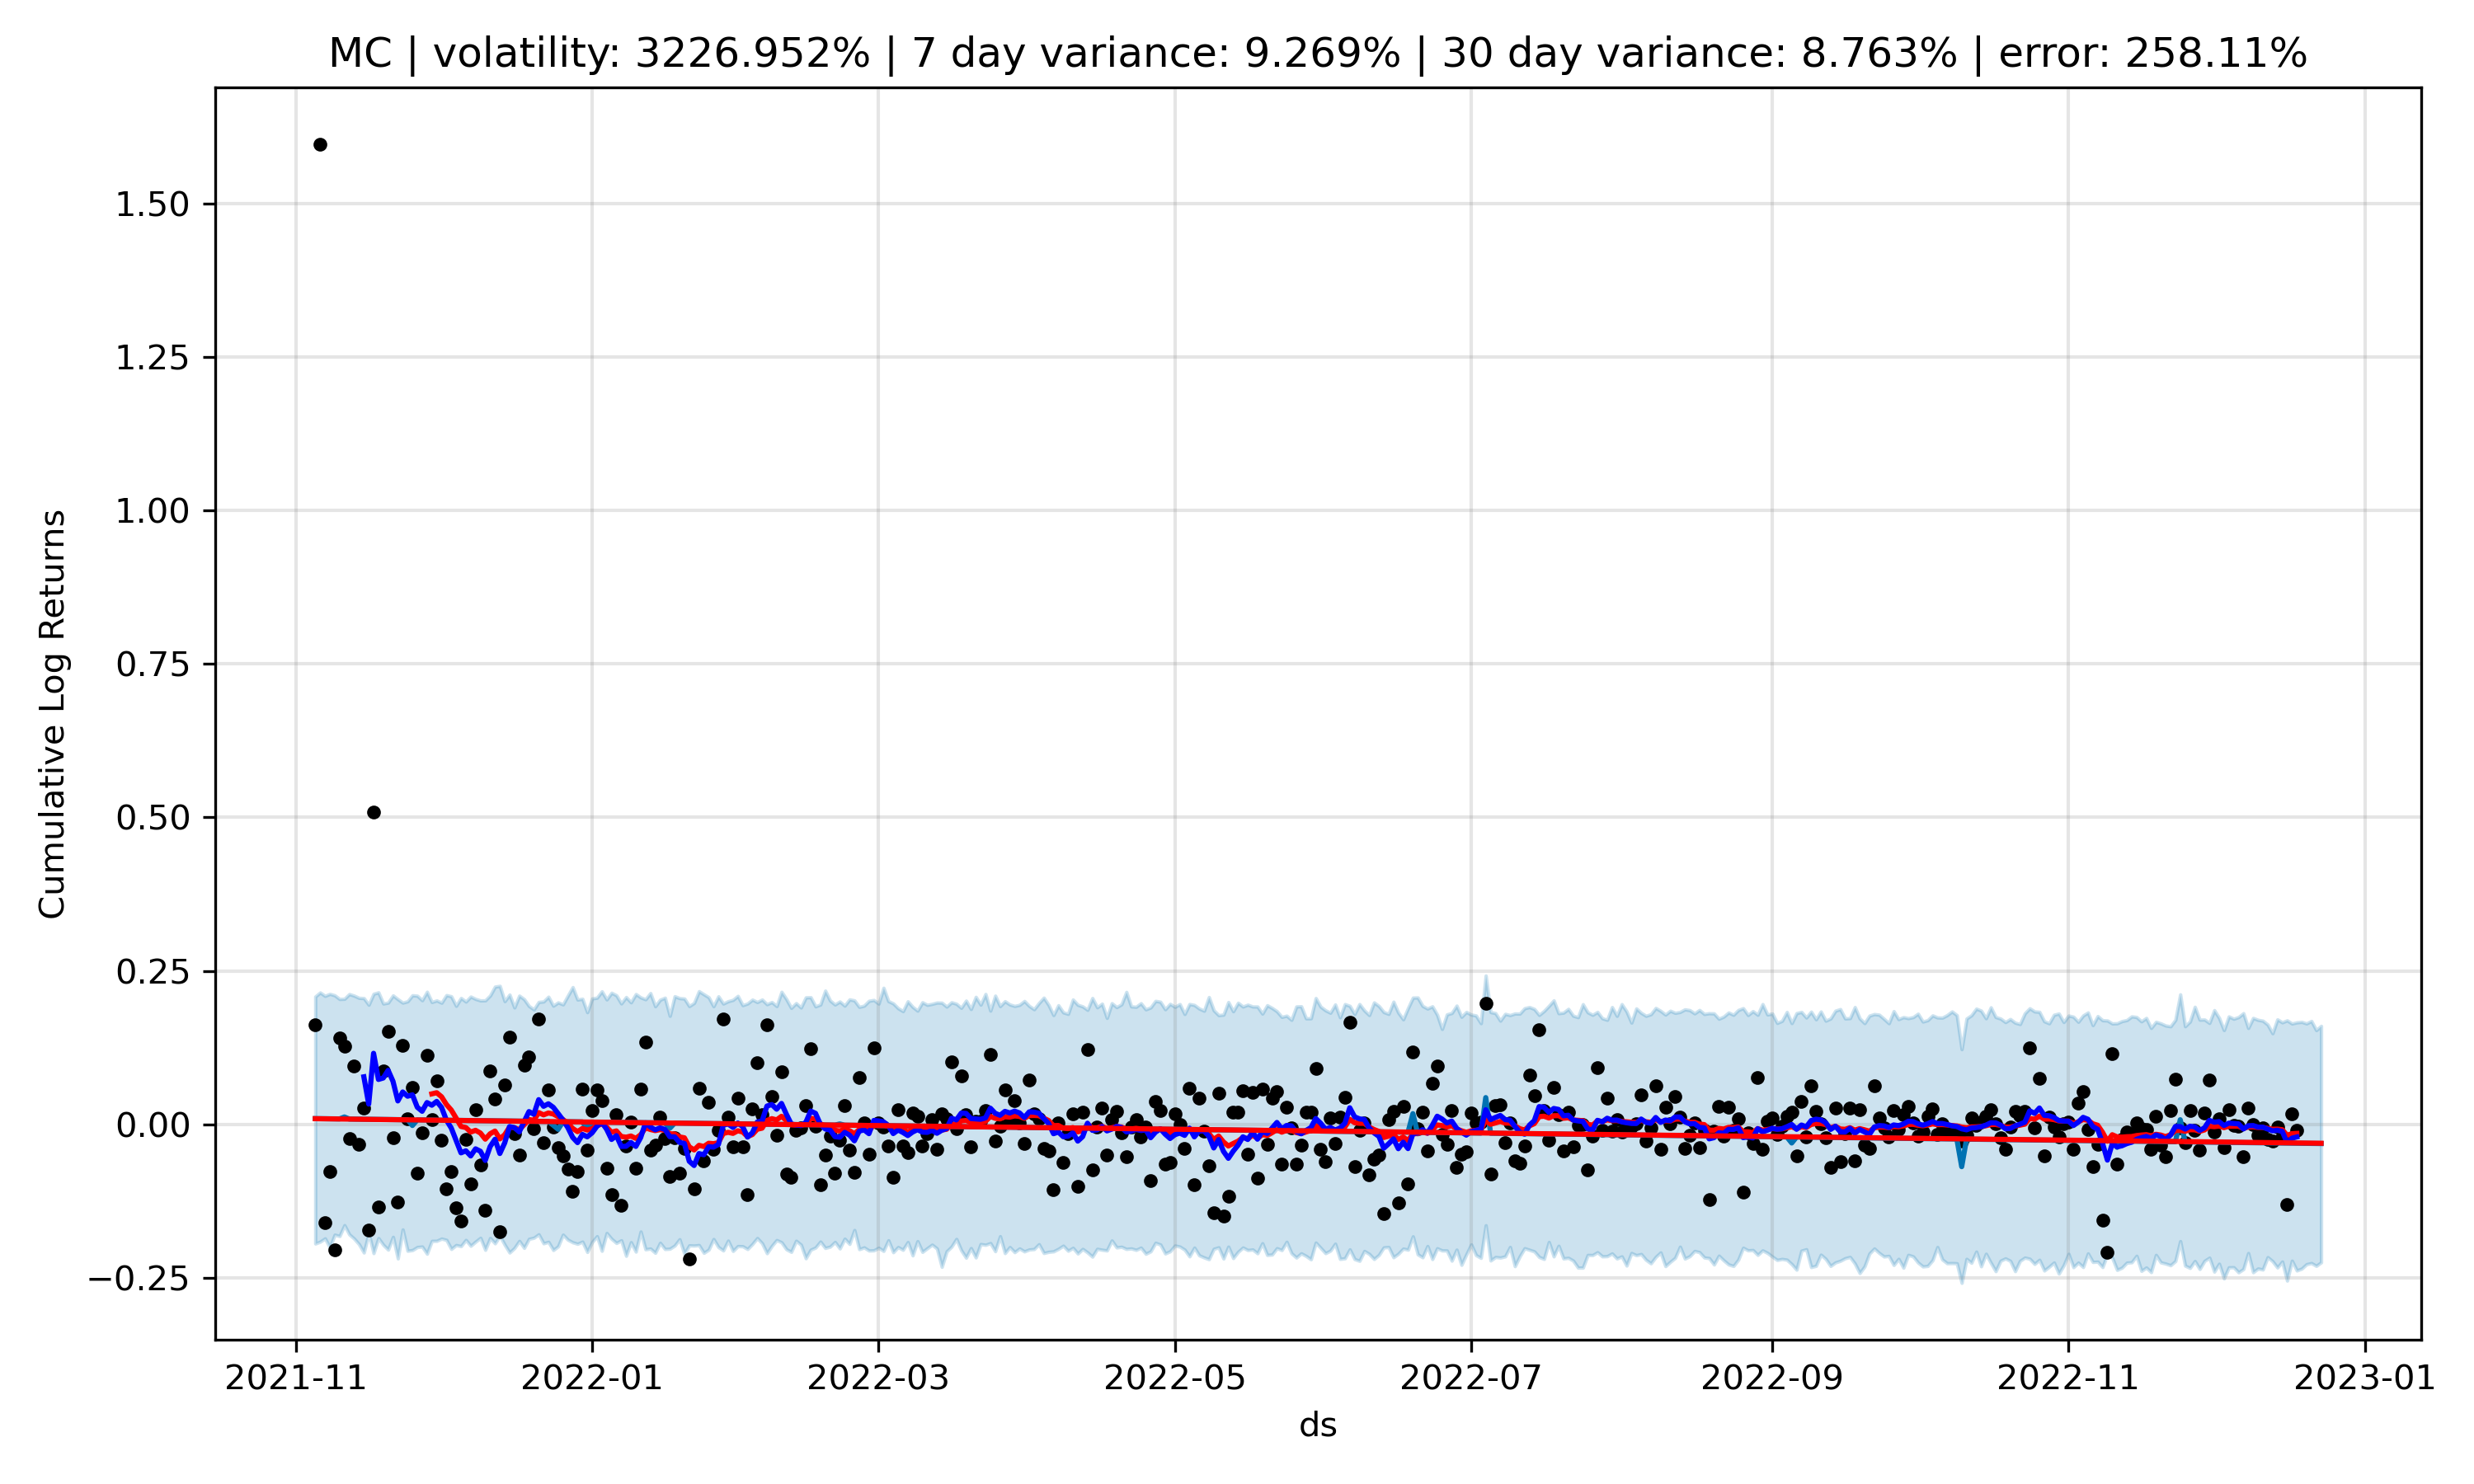 MC | volatility: 3226.952% | 7 day variance: 9.269% | 30 day variance: 8.763% | error: 258.11%
Cumulative Log Returns
1.50
1.25
1.00
0.75
0.50
0.25
0.00
−0.25
2021-11 2022-01 2022-03 2022-05 2022-07 2022-09 2022-11 2023-01
ds